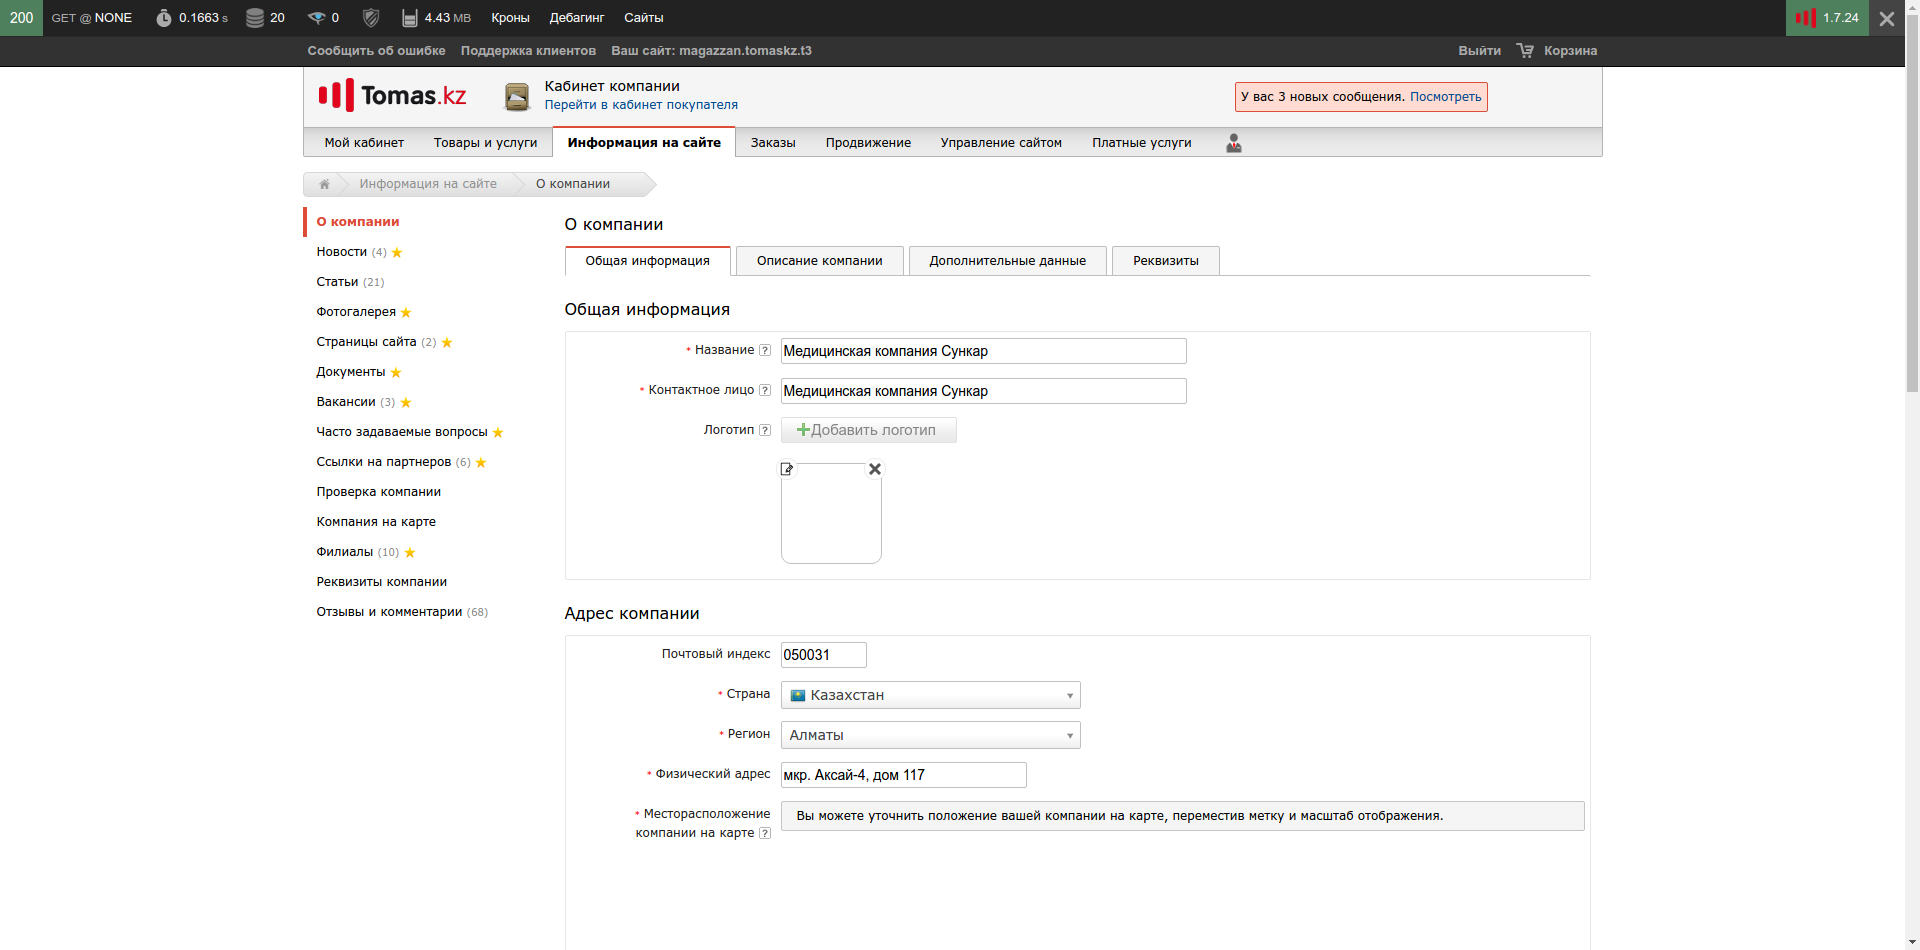 200 GET @ NONE 0.1663 s 20 0 4.43 MB Кроны Дебагинг Сайты 1.7.24
Сообщить об ошибке Поддержка клиентов Ваш сайт: magazzan.tomaskz.t3 Выйти Корзина
Tomas.kz
Кабинет компании
Перейти в кабинет покупателя
У вас 3 новых сообщения. Посмотреть
Мой кабинет Товары и услуги Информация на сайте Заказы Продвижение Управление сайтом Платные услуги
Информация на сайте О компании
О компании
Новости (4)
Статьи (21)
Фотогалерея
Страницы сайта (2)
Документы
Вакансии (3)
Часто задаваемые вопросы
Ссылки на партнеров (6)
Проверка компании
Компания на карте
Филиалы (10)
Реквизиты компании
Отзывы и комментарии (68)
О компании
Общая информация Описание компании Дополнительные данные Реквизиты
Общая информация
* Название ? Медицинская компания Сункар
* Контактное лицо ? Медицинская компания Сункар
Логотип ? Добавить логотип
Адрес компании
Почтовый индекс 050031
* Страна Казахстан
* Регион Алматы
* Физический адрес мкр. Аксай-4, дом 117
* Месторасположение
компании на карте ?
Вы можете уточнить положение вашей компании на карте, переместив метку и масштаб отображения.